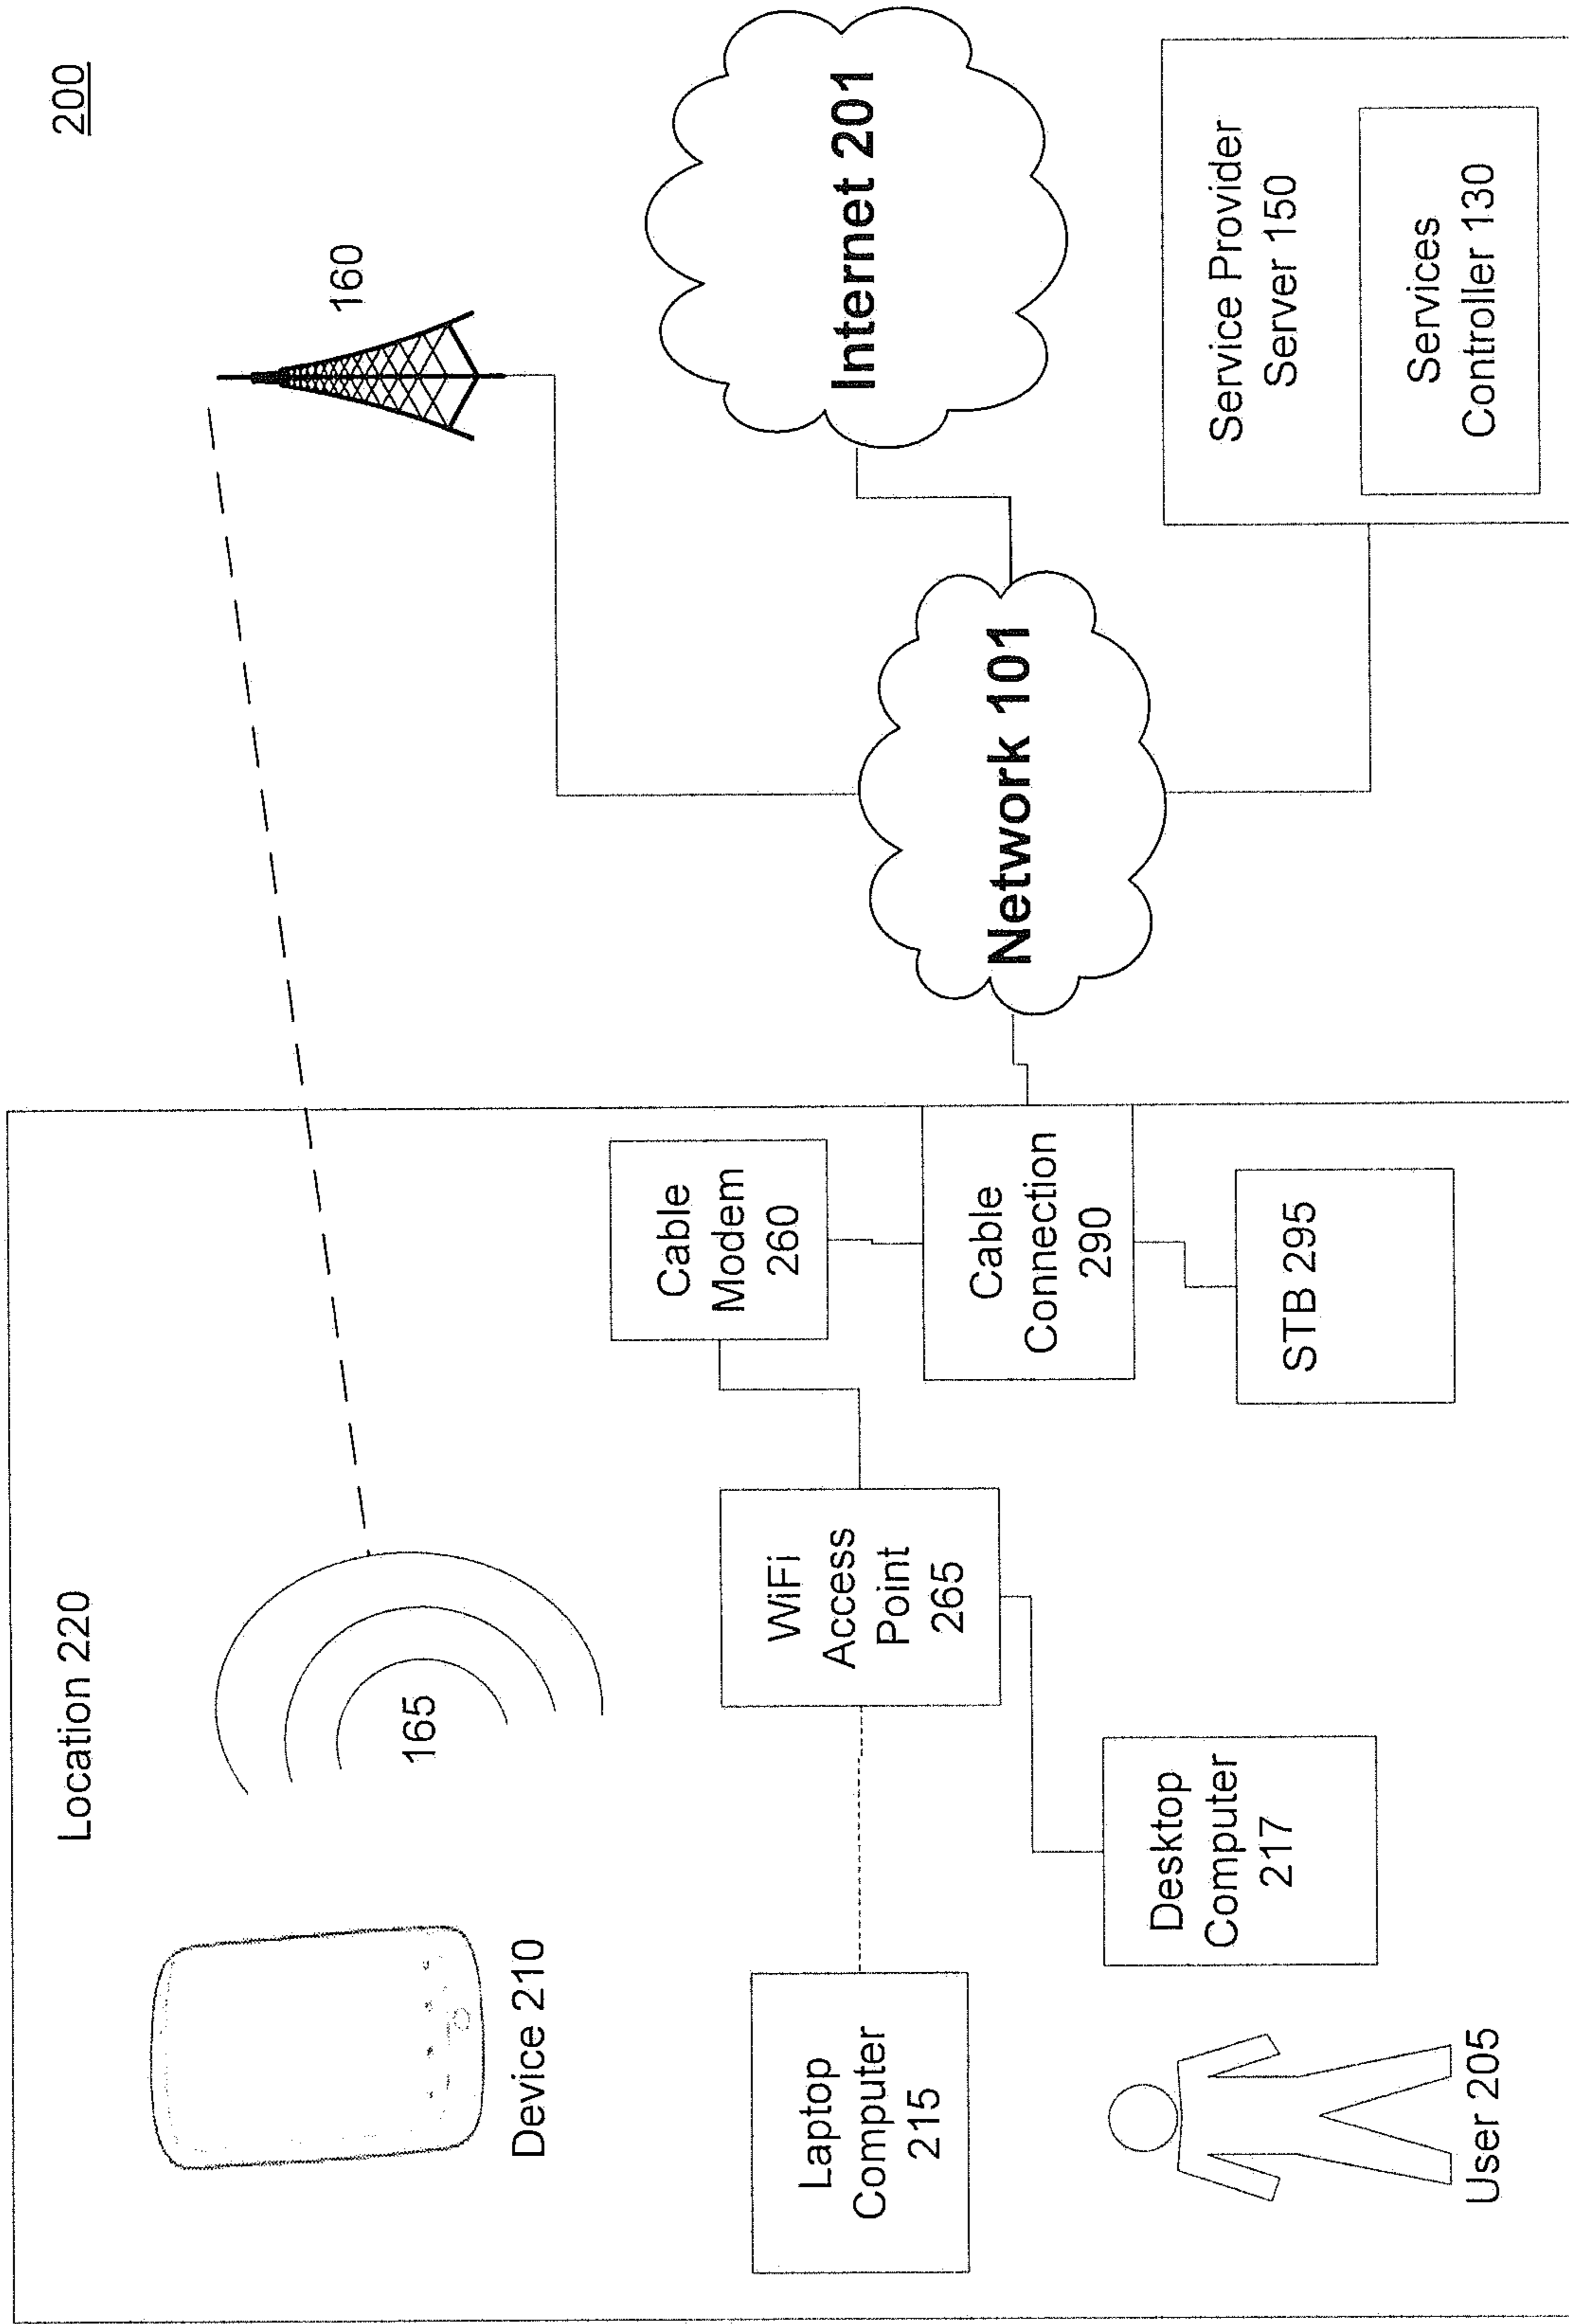 200
Location 220
160
165
Device 210
Internet 201
Network 101
Cable
Modem
260
WiFi
Access
Point
265
Laptop
Computer
215
Cable
Connection
290
Service Provider
Server 150
Services
Controller 130
Desktop
Computer
217
STB 295
User 205